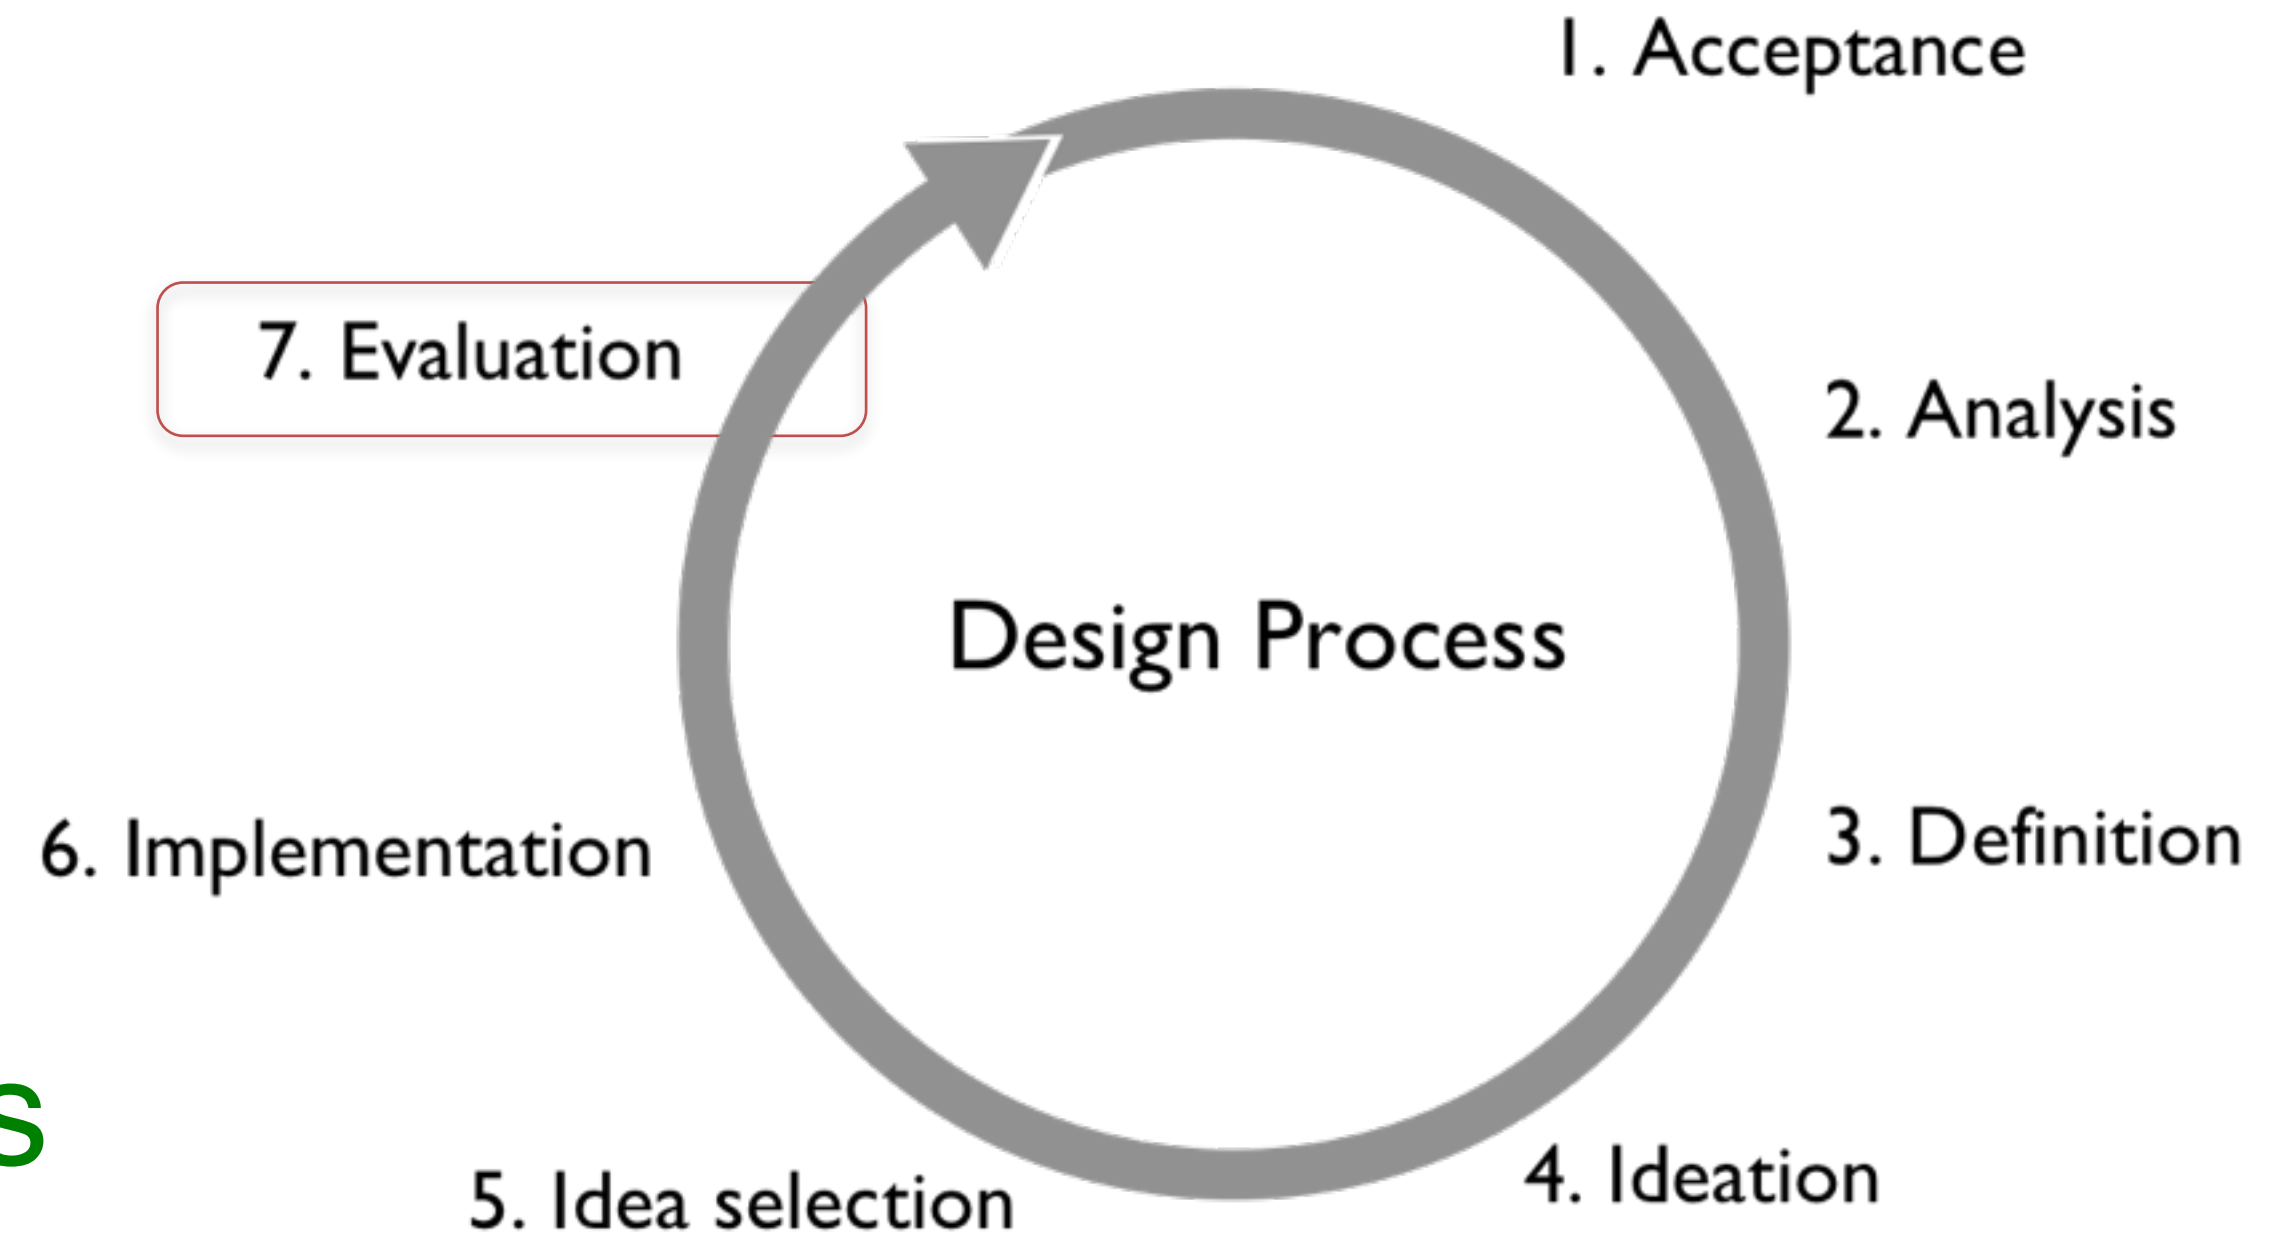 1. Acceptance
2. Analysis
3. Definition
4. Ideation
5. Idea selection
6. Implementation
7. Evaluation
Design Process
s